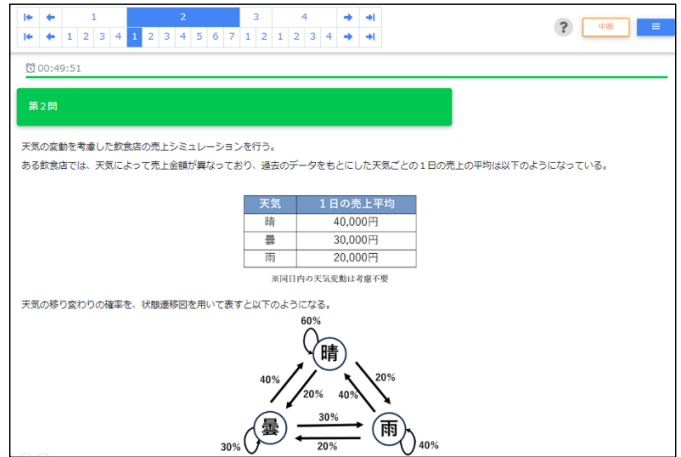 1 2 3 4
1 2 3 4 1 2 3 4 5 6 7 1 2 1 2 3 4
? 中断
00:49:51
第2問
天気の変動を考慮した飲食店の売上シミュレーションを行う。
ある飲食店では、天気によって売上金額が異なっており、過去のデータをもとにした天気ごとの1日の売上の平均は以下のようになっている。
天気 1日の売上平均
晴 40,000円
曇 30,000円
雨 20,000円
※同日内の天気変動は考慮不要
天気の移り変わりの確率を、状態遷移図を用いて表すと以下のようになる。
60%
晴
40% 20%
20% 40%
曇 30% 雨
30% 20% 40%